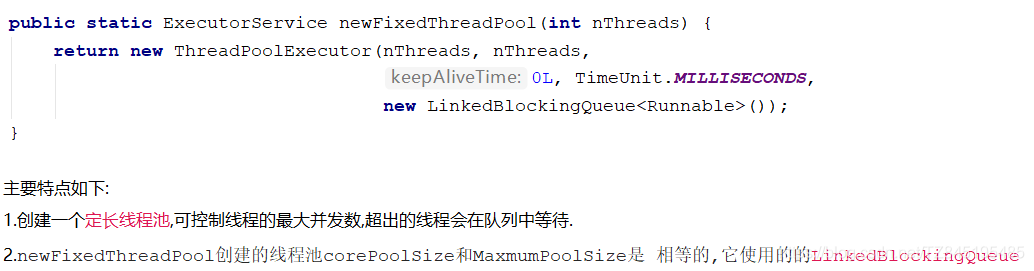 public static ExecutorService newFixedThreadPool(int nThreads) {
return new ThreadPoolExecutor(nThreads, nThreads,
keepAliveTime: 0L, TimeUnit.MILLISECONDS,
new LinkedBlockingQueue<Runnable>());
}
主要特点如下:
1.创建一个定长线程池,可控制线程的最大并发数,超出的线程会在队列中等待.
2.newFixedThreadPool创建的线程池corePoolSize和MaxmumPoolSize是 相等的,它使用的的LinkedBlockingQueue